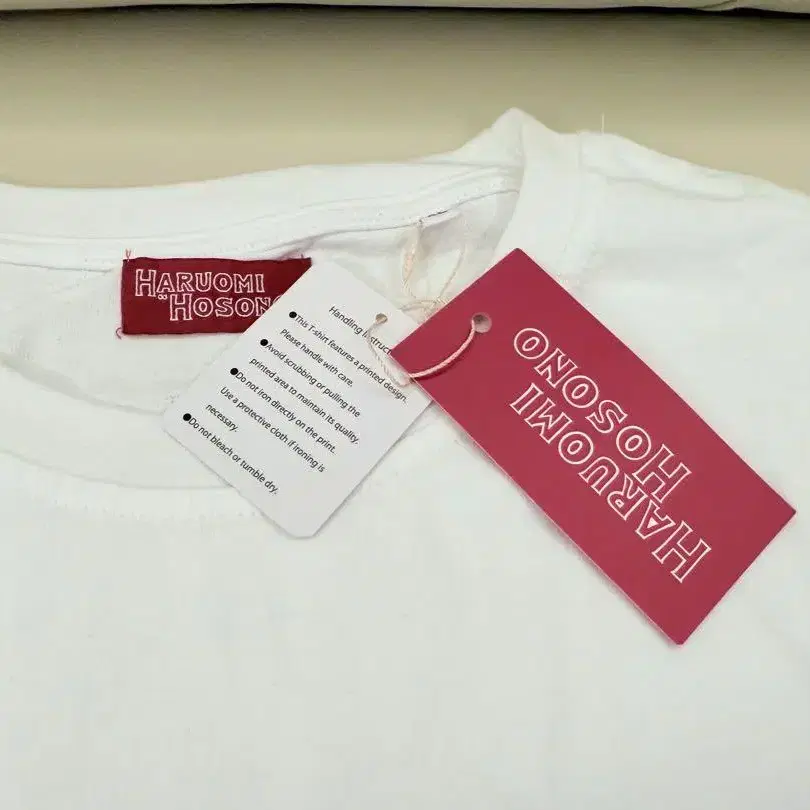 HARUOMI
HOSONO
Handling Instruc
●This T-shirt features a printed design.
Please handle with care.
●Avoid scrubbing or pulling the
printed area to maintain its quality.
●Do not iron directly on the print.
Use a protective cloth if ironing is
necessary.
●Do not bleach or tumble dry.
HARUOMI
HOSONO